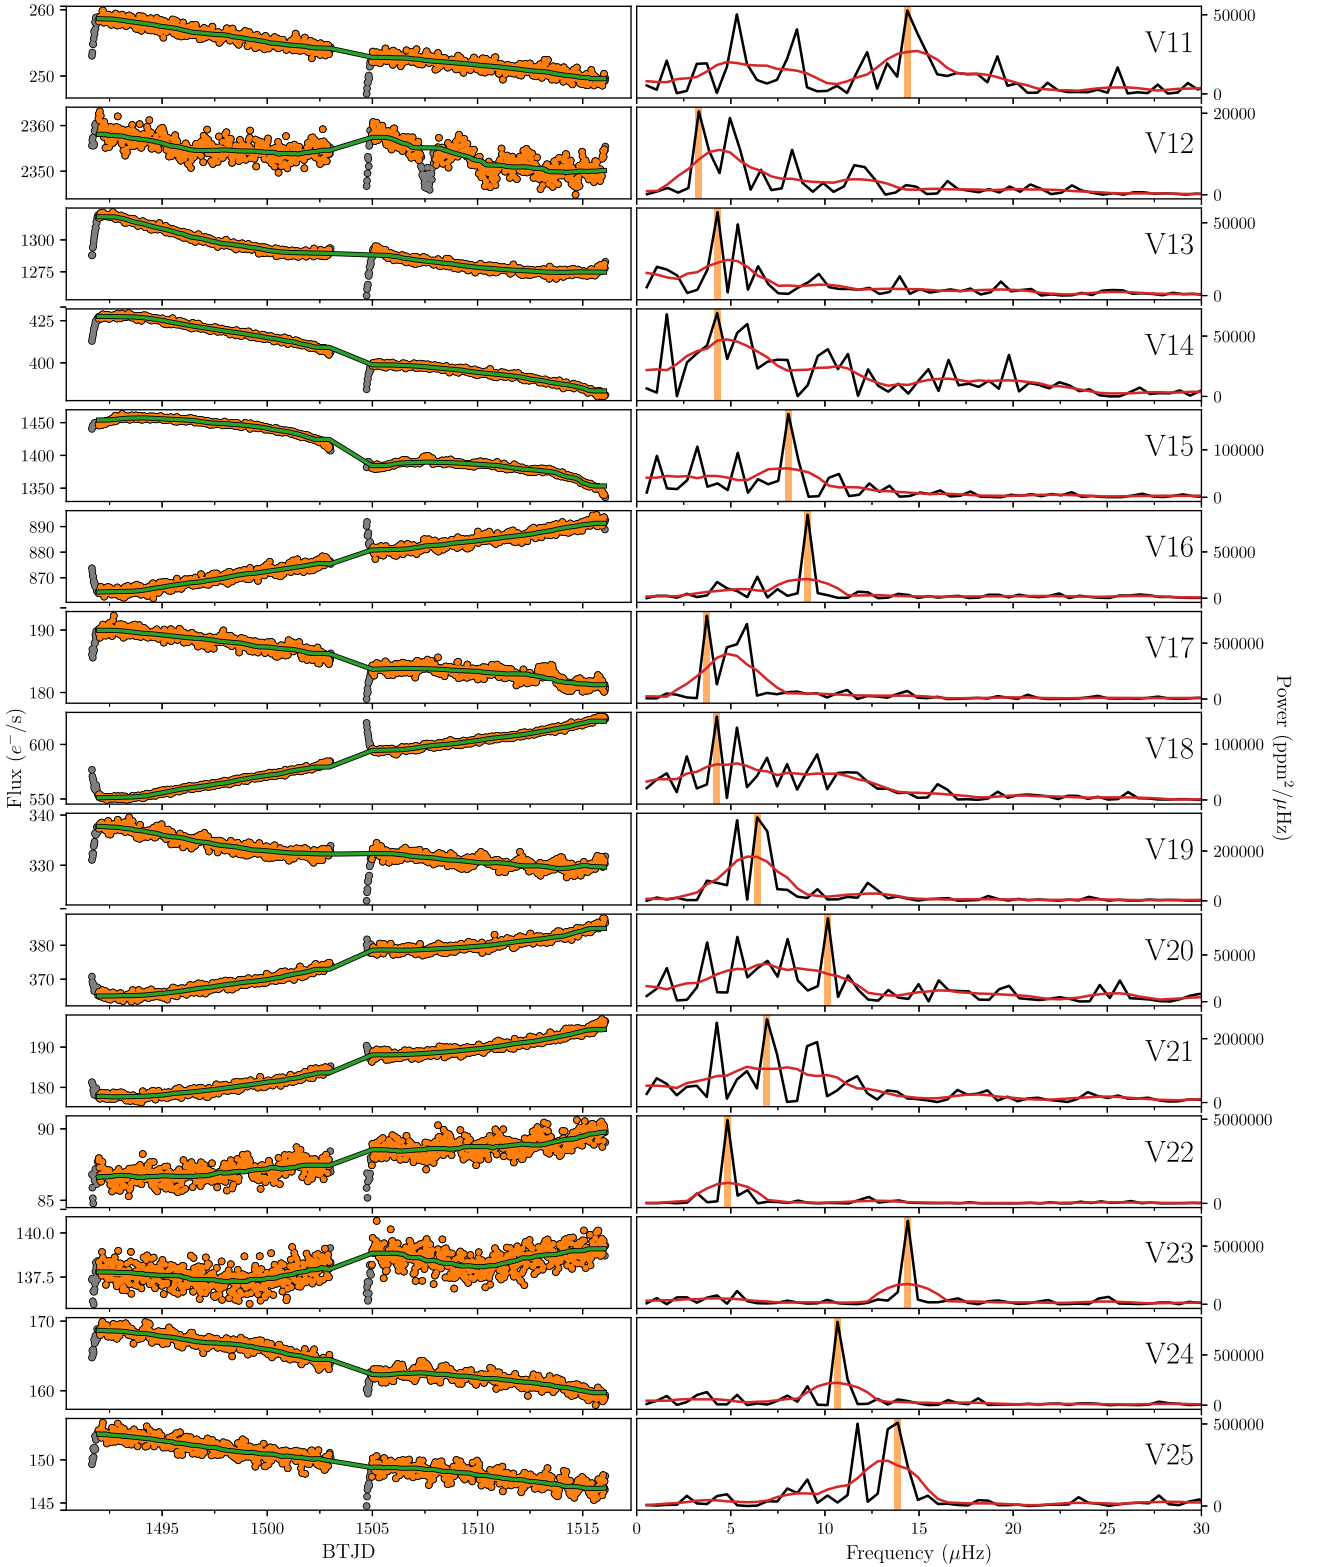 260
250
V11
50000
0
2360
2350
V12
20000
0
1300
1275
V13
50000
0
425
400
V14
50000
0
1450
1400
1350
V15
100000
0
890
880
870
V16
50000
0
190
180
V17
500000
0
600
550
V18
100000
0
340
330
V19
200000
0
380
370
V20
50000
0
190
180
V21
200000
0
90
85
V22
5000000
0
140.0
137.5
V23
500000
0
170
160
V24
500000
0
150
145
V25
500000
0
Flux (e⁻/s)
Power (ppm²/μHz)
1495 1500 1505 1510 1515
0 5 10 15 20 25 30
BTJD
Frequency (μHz)